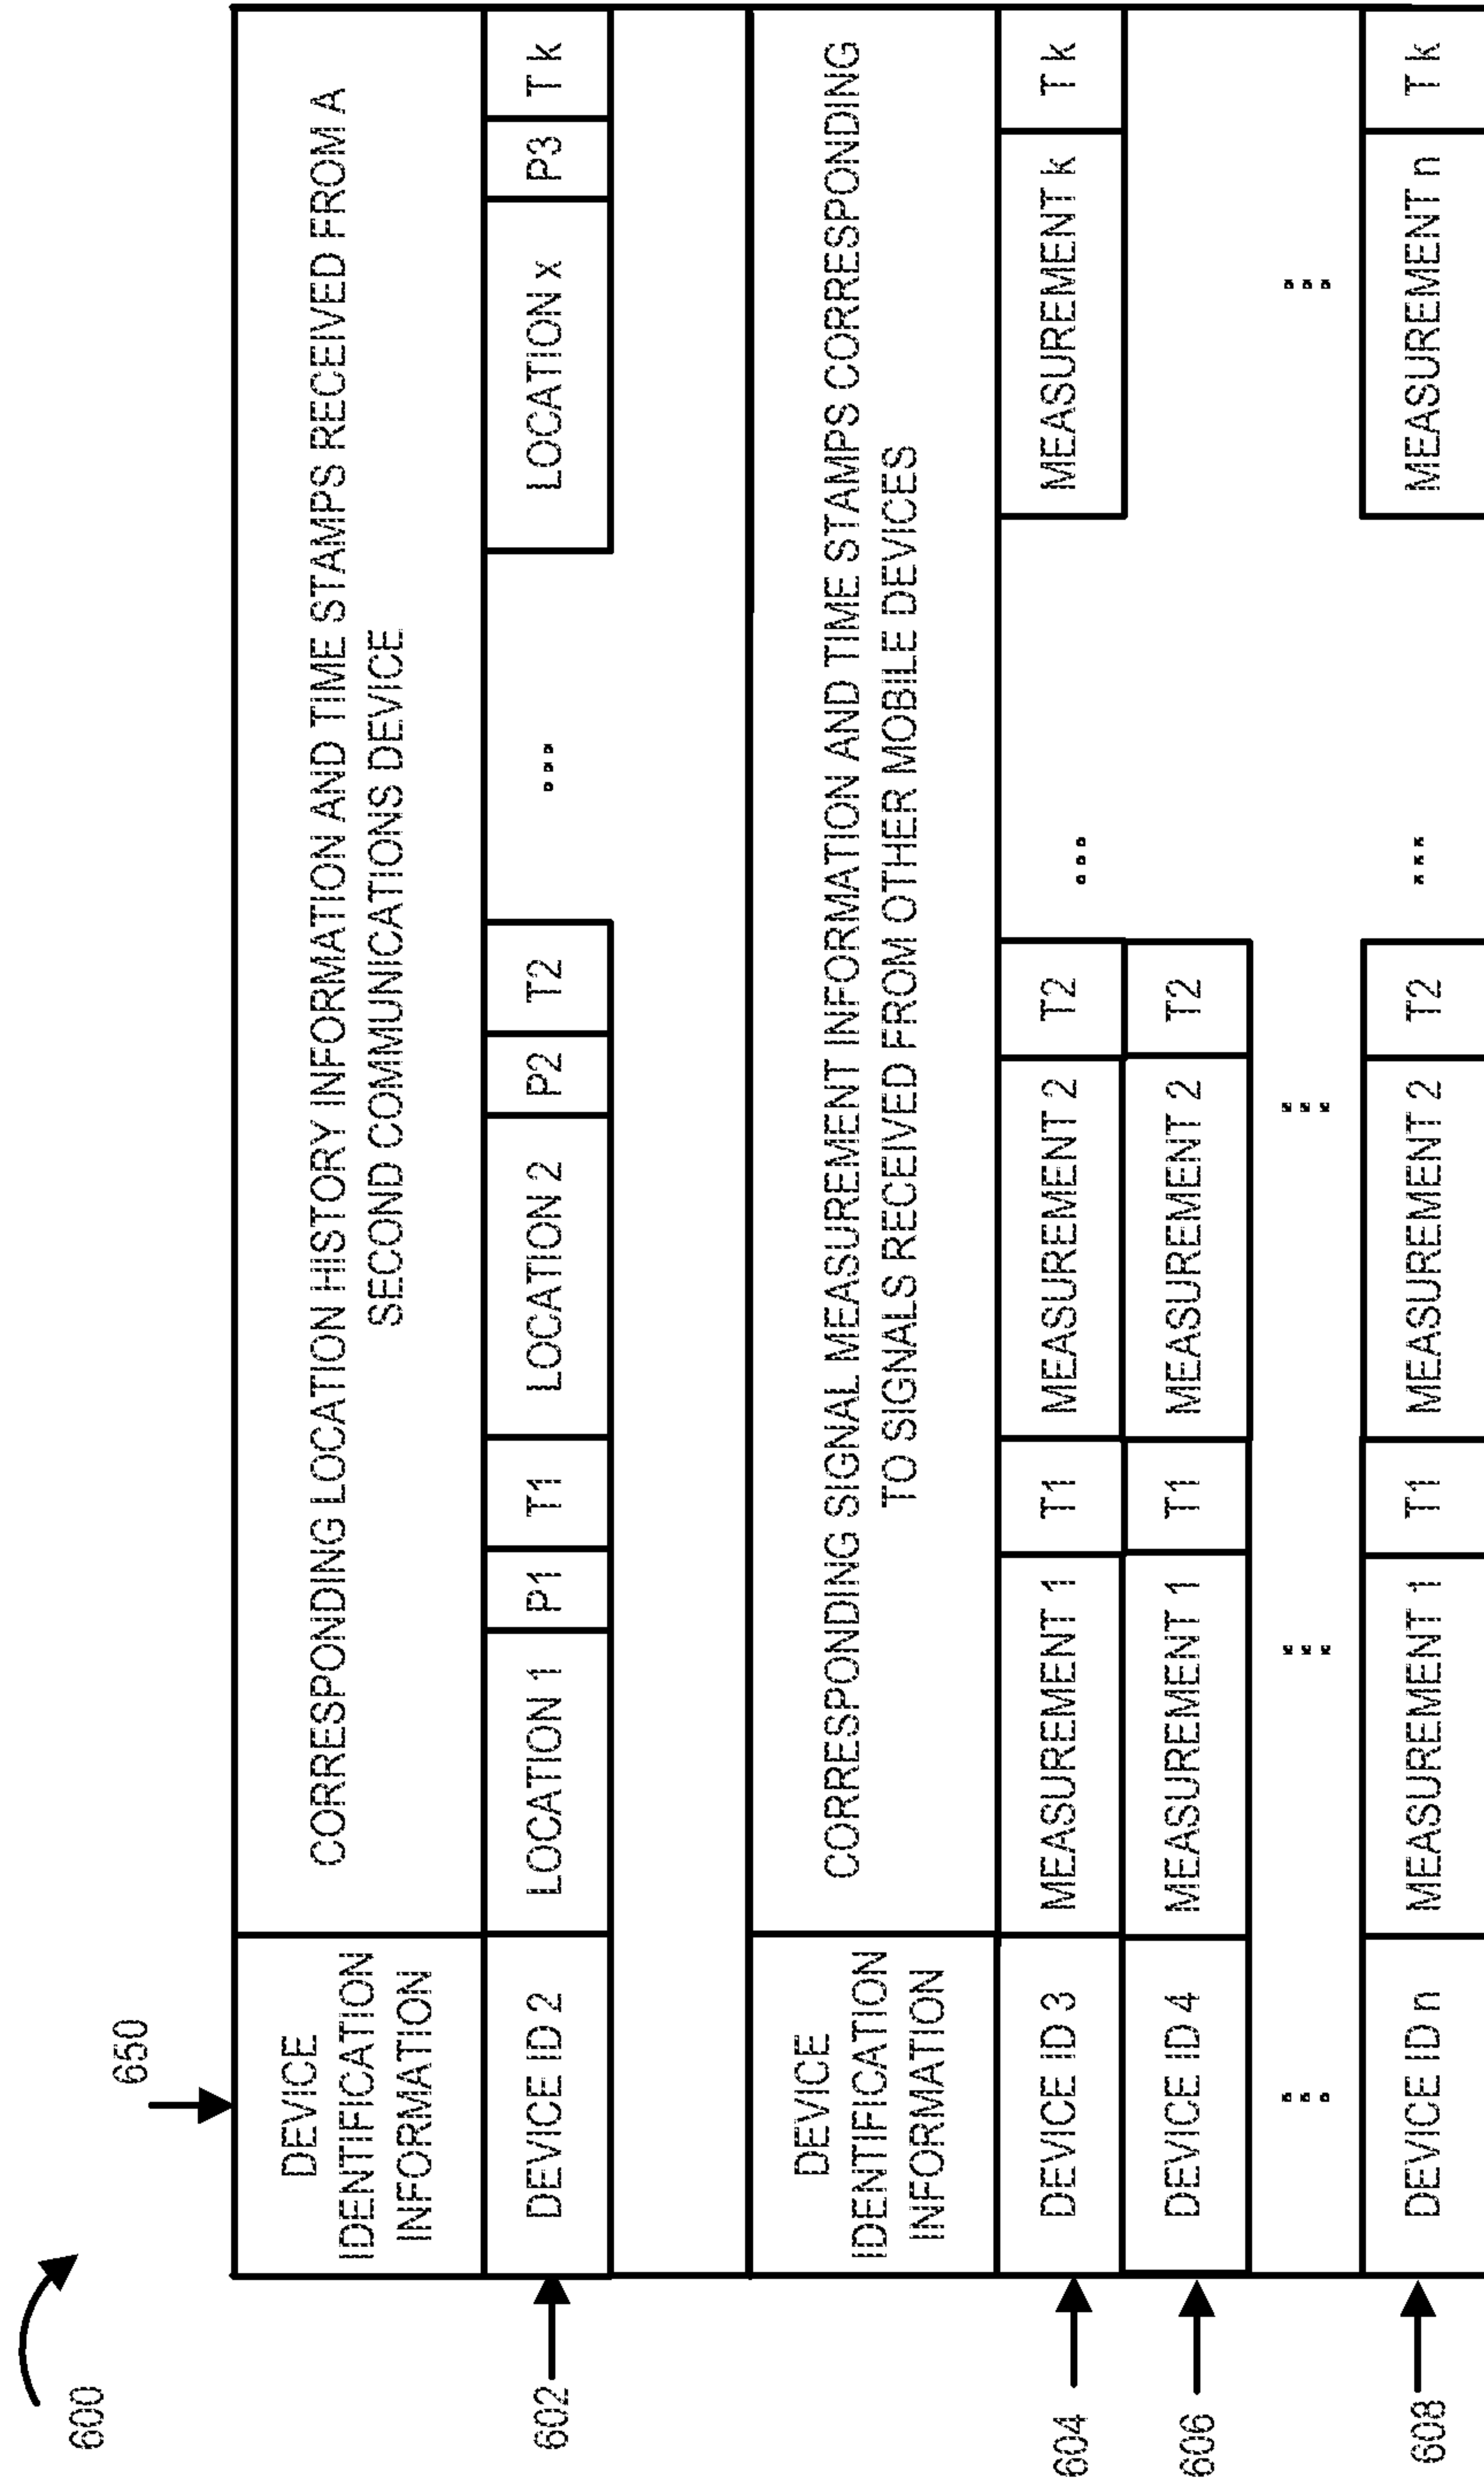 600
650
DEVICE
IDENTIFICATION
INFORMATION
CORRESPONDING LOCATION HISTORY INFORMATION AND TIME STAMPS RECEIVED FROM A
SECOND COMMUNICATIONS DEVICE
602
DEVICE ID 2 LOCATION 1 P1 T1 LOCATION 2 P2 T2 ... LOCATION x P3 T k
DEVICE
IDENTIFICATION
INFORMATION
CORRESPONDING SIGNAL MEASUREMENT INFORMATION AND TIME STAMPS CORRESPONDING
TO SIGNALS RECEIVED FROM OTHER MOBILE DEVICES
604
DEVICE ID 3 MEASUREMENT 1 T1 MEASUREMENT 2 T2 ... MEASUREMENT k T k
606
DEVICE ID 4 MEASUREMENT 1 T1 MEASUREMENT 2 T2
... ... ... ...
608
DEVICE ID n MEASUREMENT 1 T1 MEASUREMENT 2 T2 ... MEASUREMENT n T k